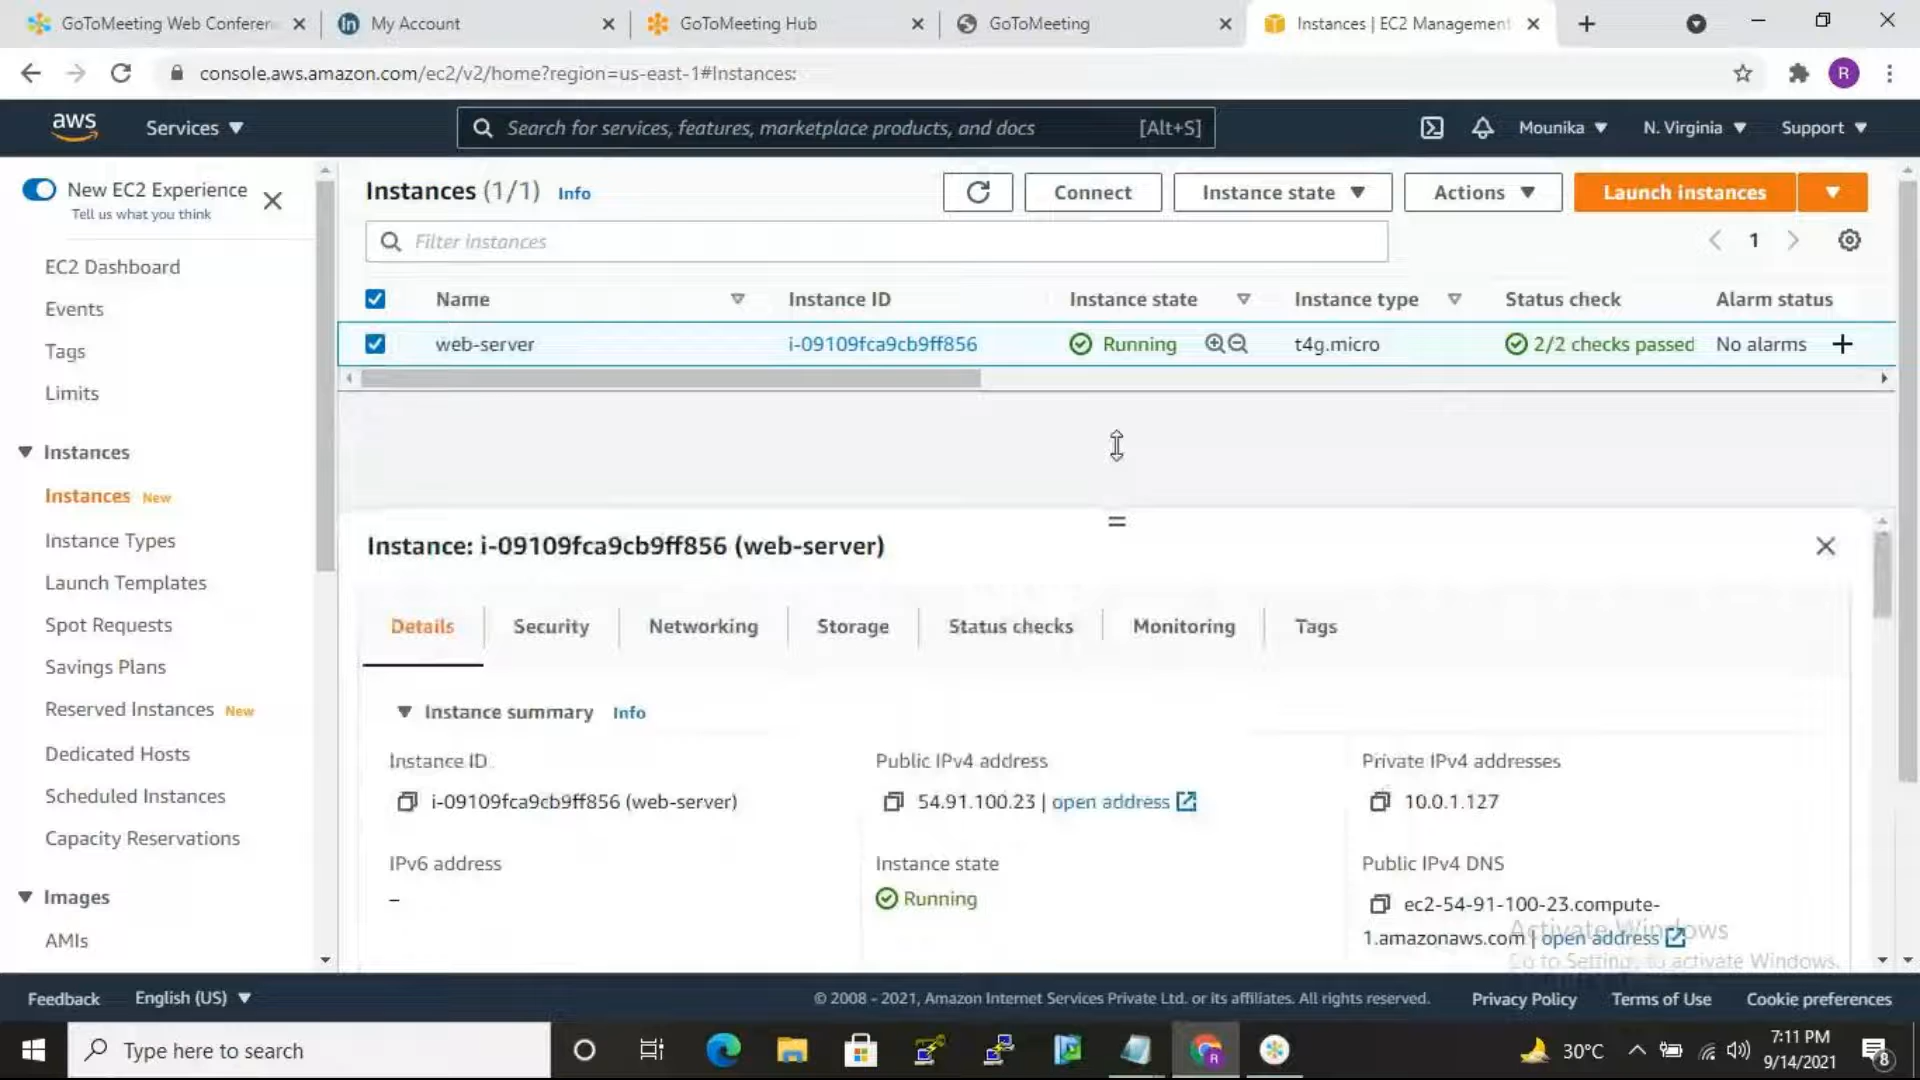 GoToMeeting Web Conferen
My Account
GoToMeeting Hub
GoToMeeting
Instances | EC2 Management
console.aws.amazon.com/ec2/v2/home?region=us-east-1#Instances:
R
aws
Services
Search for services, features, marketplace products, and docs
[Alt+S]
Mounika
N. Virginia
Support
New EC2 Experience
Tell us what you think
EC2 Dashboard
Events
Tags
Limits
Instances
Instances New
Instance Types
Launch Templates
Spot Requests
Savings Plans
Reserved Instances New
Dedicated Hosts
Scheduled Instances
Capacity Reservations
Images
AMIs
Instances (1/1) Info
Connect
Instance state
Actions
Launch instances
Filter instances
1
Name
Instance ID
Instance state
Instance type
Status check
Alarm status
web-server
i-09109fca9cb9ff856
Running
t4g.micro
2/2 checks passed
No alarms
Instance: i-09109fca9cb9ff856 (web-server)
Details
Security
Networking
Storage
Status checks
Monitoring
Tags
Instance summary Info
Instance ID
i-09109fca9cb9ff856 (web-server)
Public IPv4 address
54.91.100.23 | open address
Private IPv4 addresses
10.0.1.127
IPv6 address
–
Instance state
Running
Public IPv4 DNS
ec2-54-91-100-23.compute-
1.amazonaws.com | open address
Activate Windows
Go to Settings to activate Windows.
Feedback
English (US)
© 2008 - 2021, Amazon Internet Services Private Ltd. or its affiliates. All rights reserved.
Privacy Policy
Terms of Use
Cookie preferences
Type here to search
R
30°C
7:11 PM
9/14/2021
8